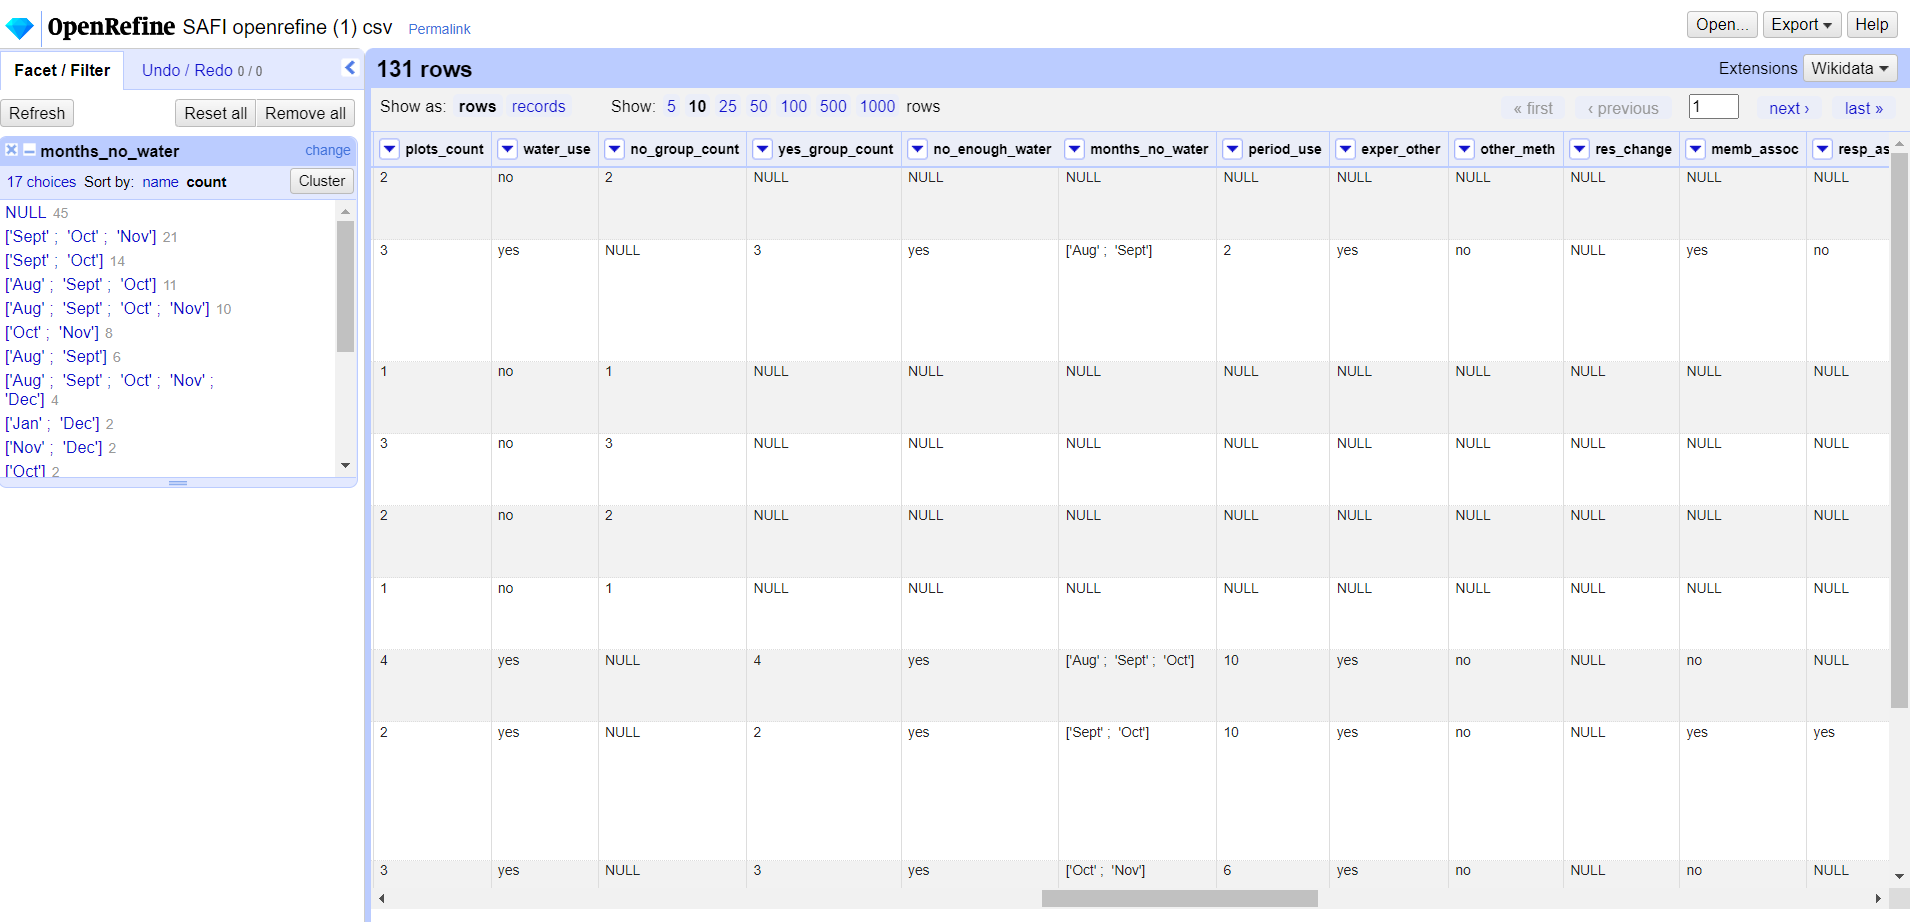 OpenRefine SAFI openrefine (1) csv Permalink Open... Export Help
Facet / Filter Undo / Redo 0 / 0 131 rows Extensions Wikidata
Refresh Reset all Remove all Show as: rows records Show: 5 10 25 50 100 500 1000 rows « first ‹ previous 1 next › last »
months_no_water change
17 choices Sort by: name count Cluster
NULL 45
['Sept' ; 'Oct' ; 'Nov'] 21
['Sept' ; 'Oct'] 14
['Aug' ; 'Sept' ; 'Oct'] 11
['Aug' ; 'Sept' ; 'Oct' ; 'Nov'] 10
['Oct' ; 'Nov'] 8
['Aug' ; 'Sept'] 6
['Aug' ; 'Sept' ; 'Oct' ; 'Nov' ;
'Dec'] 4
['Jan' ; 'Dec'] 2
['Nov' ; 'Dec'] 2
['Oct'] 2
plots_count water_use no_group_count yes_group_count no_enough_water months_no_water period_use exper_other other_meth res_change memb_assoc resp_as
2 no 2 NULL NULL NULL NULL NULL NULL NULL NULL NULL
3 yes NULL 3 yes ['Aug' ; 'Sept'] 2 yes no NULL yes no
1 no 1 NULL NULL NULL NULL NULL NULL NULL NULL NULL
3 no 3 NULL NULL NULL NULL NULL NULL NULL NULL NULL
2 no 2 NULL NULL NULL NULL NULL NULL NULL NULL NULL
1 no 1 NULL NULL NULL NULL NULL NULL NULL NULL NULL
4 yes NULL 4 yes ['Aug' ; 'Sept' ; 'Oct'] 10 yes no NULL no NULL
2 yes NULL 2 yes ['Sept' ; 'Oct'] 10 yes no NULL yes yes
3 yes NULL 3 yes ['Oct' ; 'Nov'] 6 yes no NULL no NULL